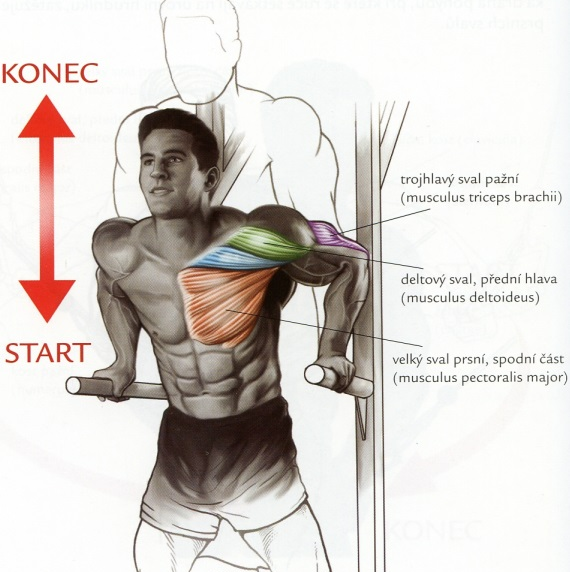 KONEC
START
trojhlavý sval pažní
(musculus triceps brachii)
deltový sval, přední hlava
(musculus deltoideus)
velký sval prsní, spodní část
(musculus pectoralis major)
KONEC